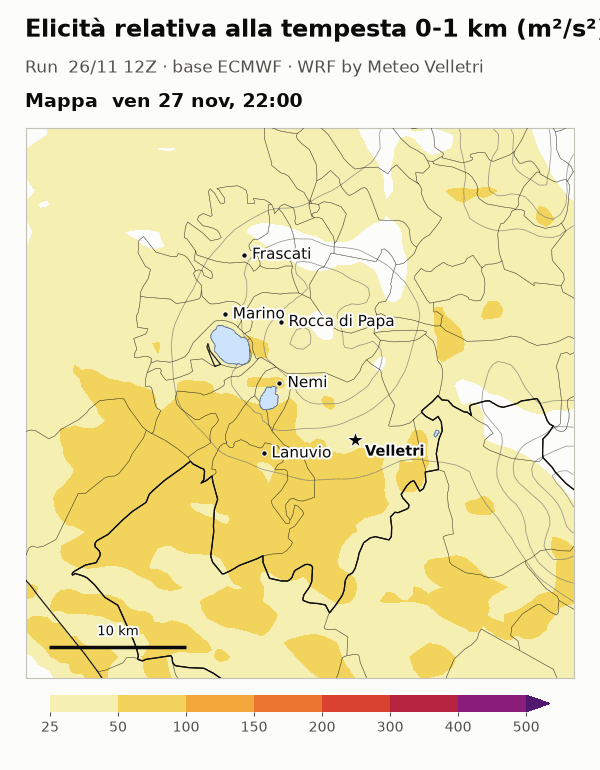 Elicità relativa alla tempesta 0-1 km (m²/s²)
Run  26/11 12Z · base ECMWF · WRF by Meteo Velletri
Mappa  ven 27 nov, 22:00
Frascati
Marino
Rocca di Papa
Nemi
Velletri
Lanuvio
10 km
25 50 100 150 200 300 400 500